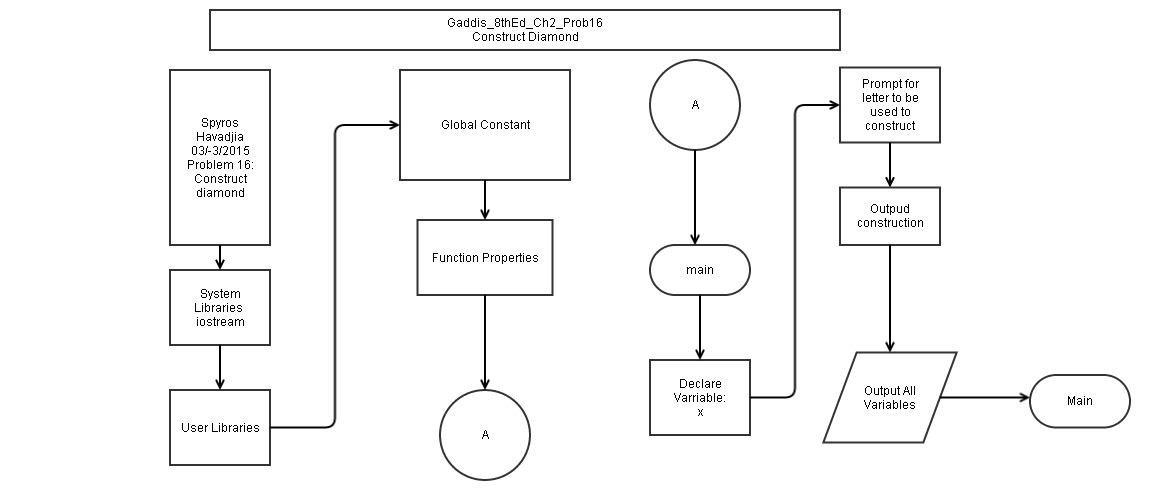 Gaddis_8thEd_Ch2_Prob16
Construct Diamond
Spyros
Havadjia
03/-3/2015
Problem 16:
Construct
diamond
System
Libraries
iostream
User Libraries
Global Constant
Function Properties
A
A
main
Declare
Varriable:
x
Prompt for
letter to be
used to
construct
Outpud
construction
Output All
Variables
Main